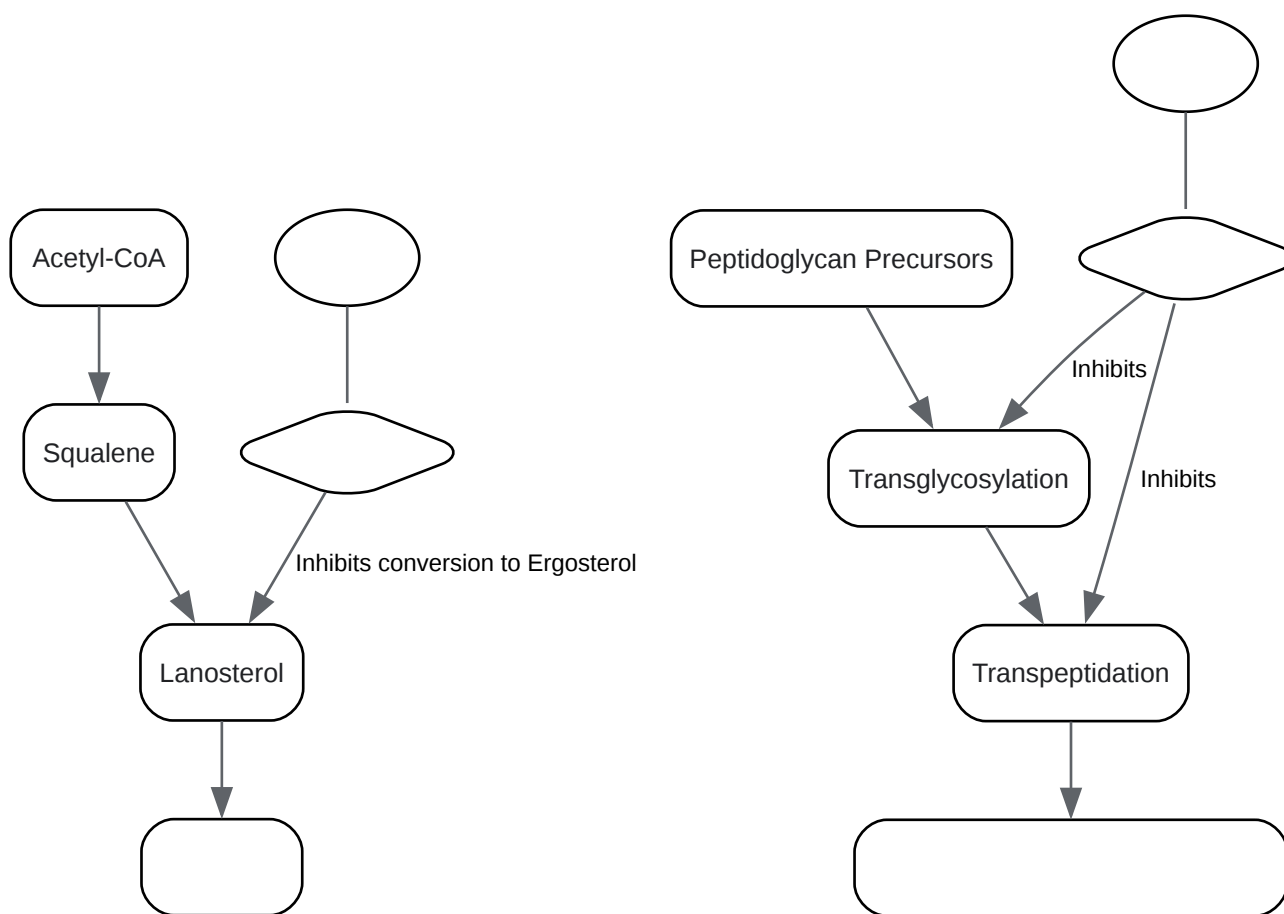 Acetyl-CoA
Peptidoglycan Precursors
Inhibits
Squalene
Transglycosylation
Inhibits
Inhibits conversion to Ergosterol
Lanosterol
Transpeptidation